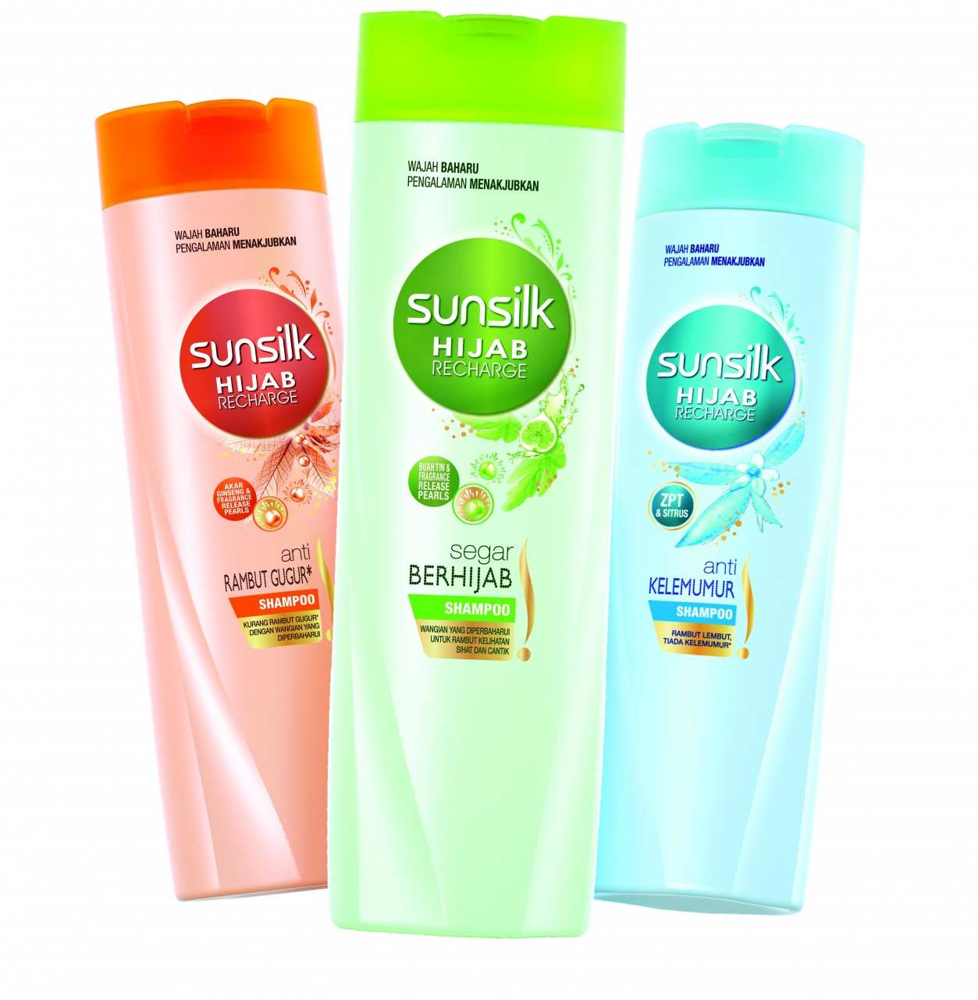 WAJAH BAHARU
PENGALAMAN MENAKJUBKAN
sunsilk
HIJAB
RECHARGE
AKAR
GINSENG &
FRAGRANCE
RELEASE
PEARLS
anti
RAMBUT GUGUR*
SHAMPOO
KURANG RAMBUT GUGUR*
DENGAN WANGIAN YANG
DIPERBAHARUI
WAJAH BAHARU
PENGALAMAN MENAKJUBKAN
sunsilk
HIJAB
RECHARGE
BUAH TIN &
FRAGRANCE
RELEASE
PEARLS
segar
BERHIJAB
SHAMPOO
WANGIAN YANG DIPERBAHARUI
UNTUK RAMBUT KELIHATAN
SIHAT DAN CANTIK
WAJAH BAHARU
PENGALAMAN MENAKJUBKAN
sunsilk
HIJAB
RECHARGE
ZPT
& SITRUS
anti
KELEMUMUR
SHAMPOO
RAMBUT LEMBUT,
TIADA KELEMUMUR*